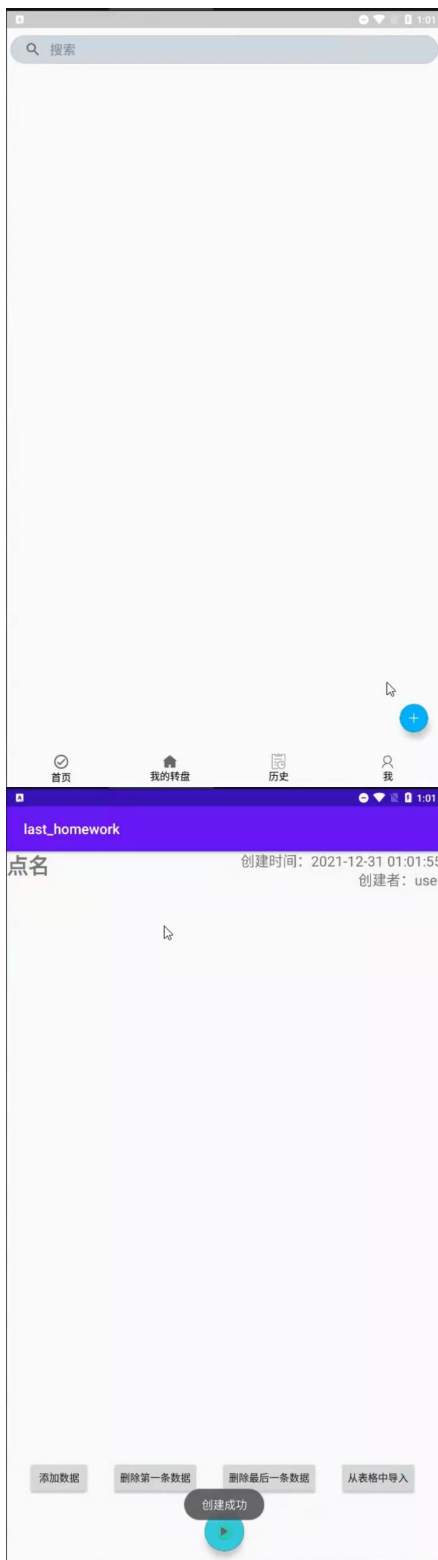 1:01
搜索
首页
我的转盘
历史
我
1:01
last_homework
点名
创建时间：2021-12-31 01:01:55
创建者：use
添加数据
删除第一条数据
删除最后一条数据
从表格中导入
创建成功